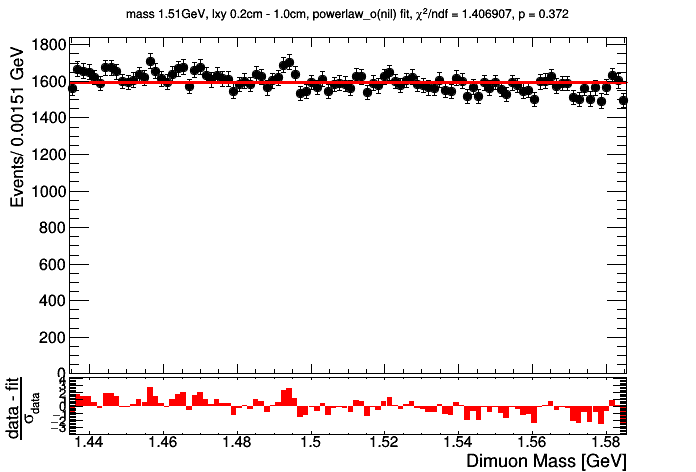 mass 1.51GeV, lxy 0.2cm - 1.0cm, powerlaw_o(nil) fit, χ²/ndf = 1.406907, p = 0.372
Events/ 0.00151 GeV
1800
1600
1400
1200
1000
800
600
400
200
0
data - fit
σdata
0
1.44 1.46 1.48 1.5 1.52 1.54 1.56 1.58
Dimuon Mass [GeV]